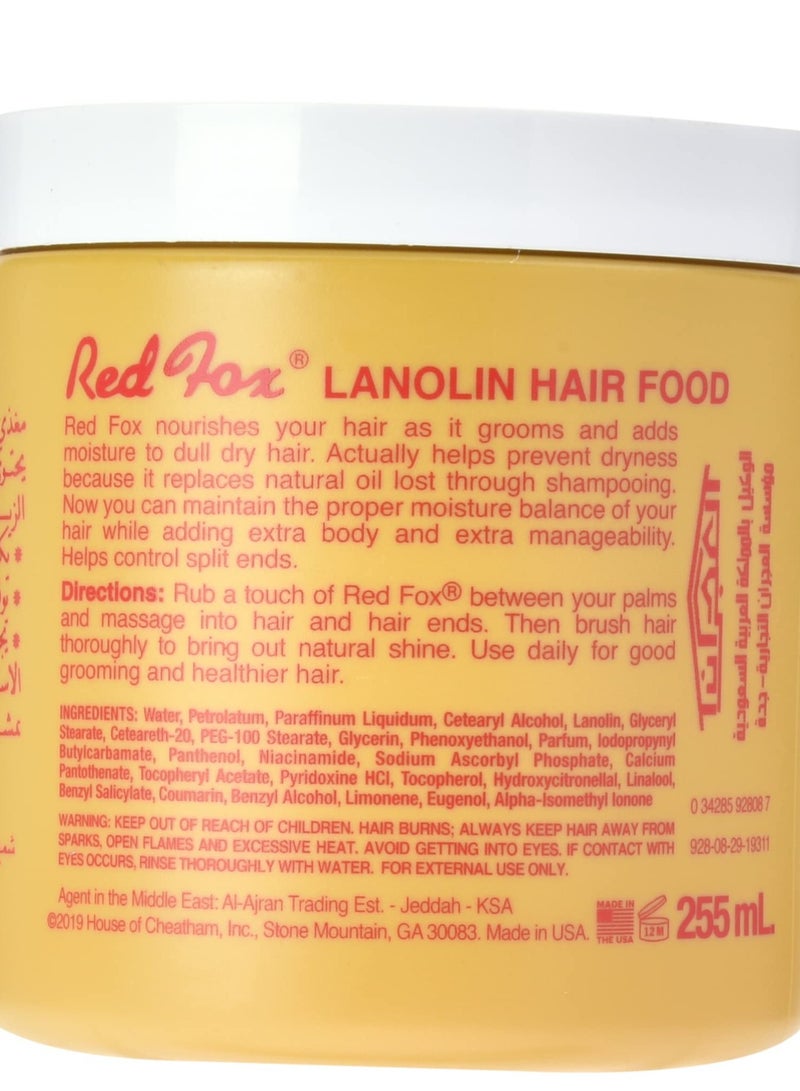 Red Fox® LANOLIN HAIR FOOD
Red Fox nourishes your hair as it grooms and adds
moisture to dull dry hair. Actually helps prevent dryness
because it replaces natural oil lost through shampooing.
Now you can maintain the proper moisture balance of your
hair while adding extra body and extra manageability.
Helps control split ends.
Directions: Rub a touch of Red Fox® between your palms
and massage into hair and hair ends. Then brush hair
thoroughly to bring out natural shine. Use daily for good
grooming and healthier hair.
INGREDIENTS: Water, Petrolatum, Paraffinum Liquidum, Cetearyl Alcohol, Lanolin, Glyceryl
Stearate, Ceteareth-20, PEG-100 Stearate, Glycerin, Phenoxyethanol, Parfum, Iodopropynyl
Butylcarbamate, Panthenol, Niacinamide, Sodium Ascorbyl Phosphate, Calcium
Pantothenate, Tocopheryl Acetate, Pyridoxine HCl, Tocopherol, Hydroxycitronellal, Linalool,
Benzyl Salicylate, Coumarin, Benzyl Alcohol, Limonene, Eugenol, Alpha-Isomethyl Ionone
WARNING: KEEP OUT OF REACH OF CHILDREN. HAIR BURNS; ALWAYS KEEP HAIR AWAY FROM
SPARKS, OPEN FLAMES AND EXCESSIVE HEAT. AVOID GETTING INTO EYES. IF CONTACT WITH
EYES OCCURS, RINSE THOROUGHLY WITH WATER. FOR EXTERNAL USE ONLY.
Agent in the Middle East: Al-Ajran Trading Est. - Jeddah - KSA
©2019 House of Cheatham, Inc., Stone Mountain, GA 30083. Made in USA.
MADE IN
THE USA
12 M
255 mL
0 34285 92808 7
928-08-29-19311
العجران
الوكيل بالمملكة العربية السعودية
مؤسسة العجران التجارية - جدة
مغذي